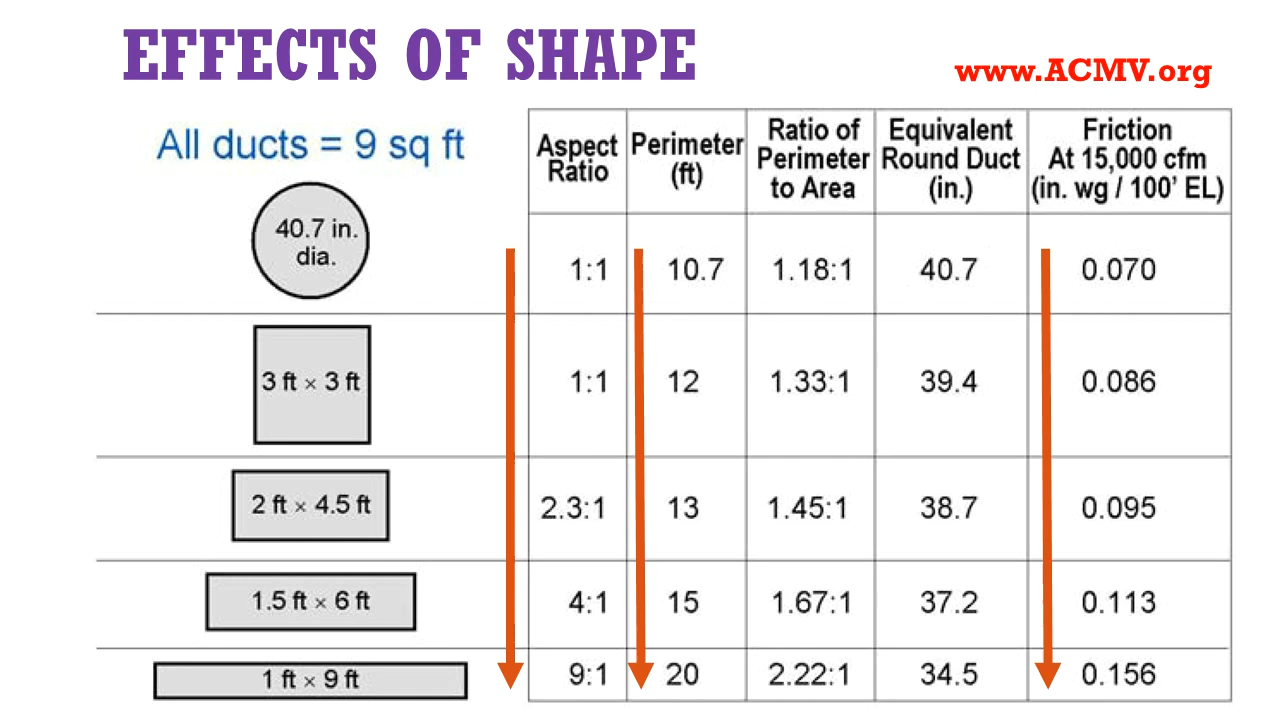 EFFECTS OF SHAPE
www.ACMV.org
All ducts = 9 sq ft
Aspect
Ratio
Perimeter
(ft)
Ratio of
Perimeter
to Area
Equivalent
Round Duct
(in.)
Friction
At 15,000 cfm
(in. wg / 100' EL)
40.7 in.
dia.
1:1 10.7 1.18:1 40.7 0.070
3 ft × 3 ft 1:1 12 1.33:1 39.4 0.086
2 ft × 4.5 ft 2.3:1 13 1.45:1 38.7 0.095
1.5 ft × 6 ft 4:1 15 1.67:1 37.2 0.113
1 ft × 9 ft 9:1 20 2.22:1 34.5 0.156